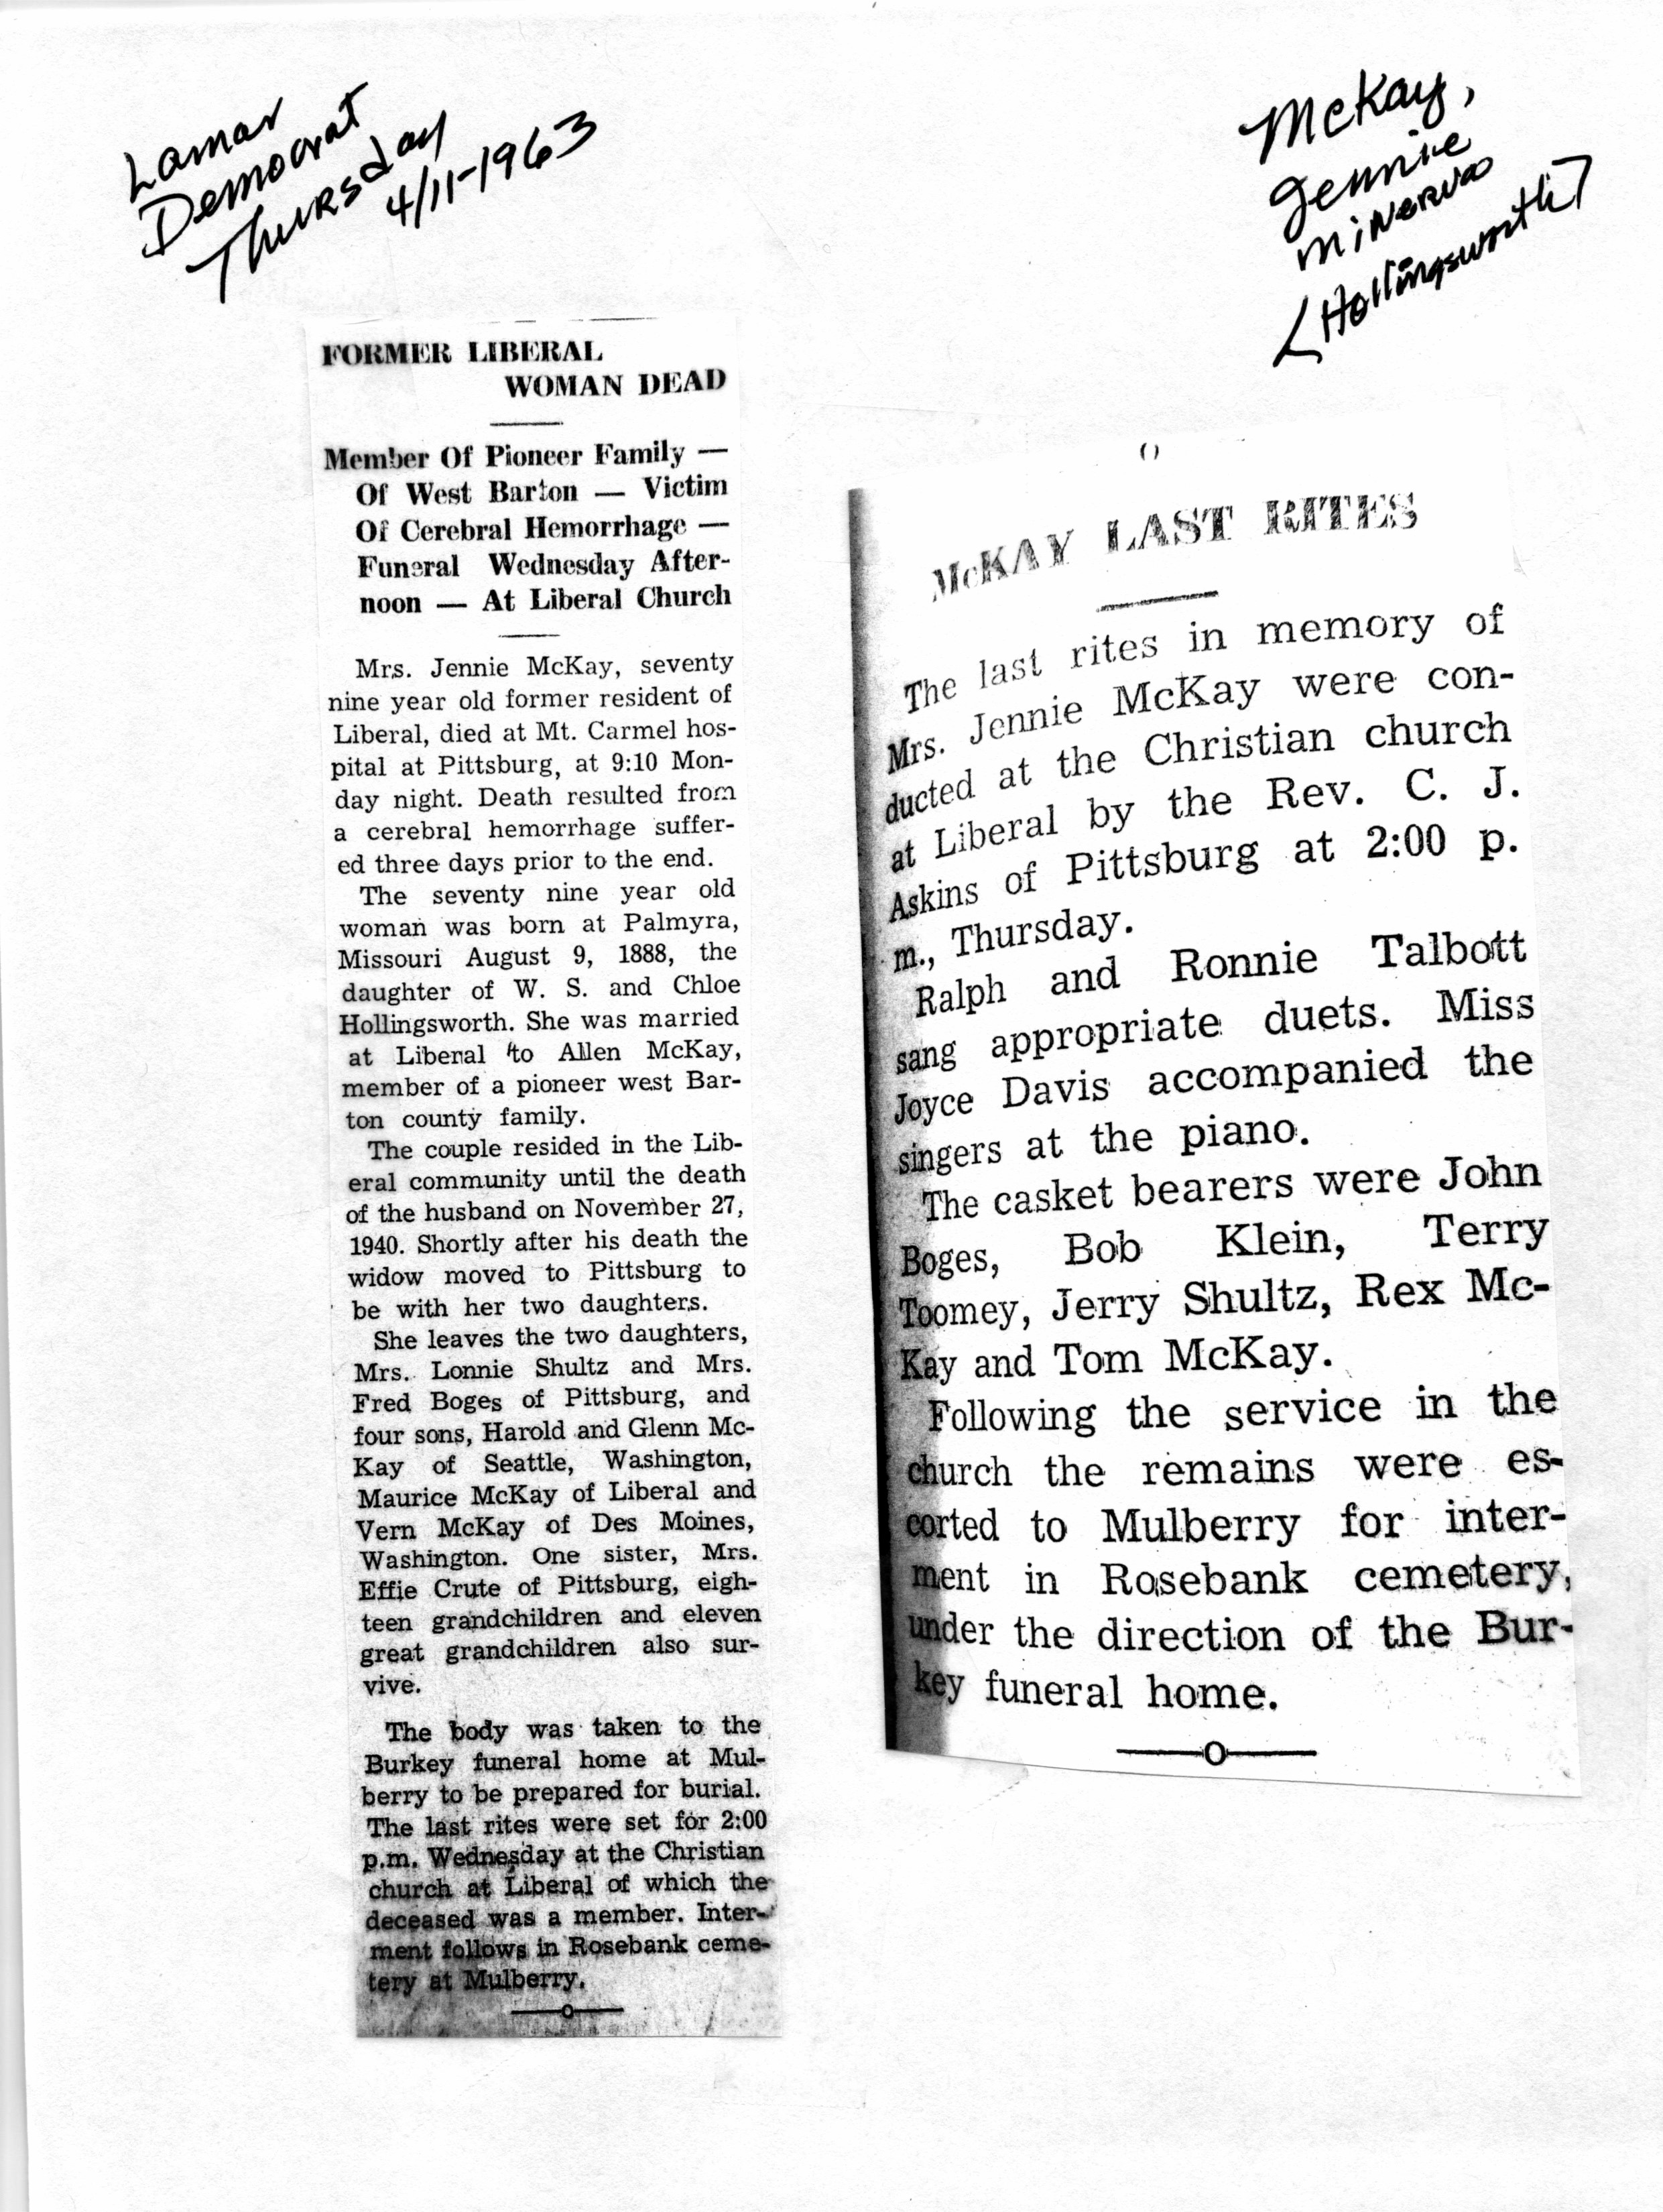 Lamar
Democrat
Thursday
4/11-1963
McKay,
Jennie
Minerva
[Hollingsworth]
FORMER LIBERAL
WOMAN DEAD
Member Of Pioneer Family —
Of West Barton — Victim
Of Cerebral Hemorrhage —
Funeral Wednesday After-
noon — At Liberal Church
Mrs. Jennie McKay, seventy
nine year old former resident of
Liberal, died at Mt. Carmel hos-
pital at Pittsburg, at 9:10 Mon-
day night. Death resulted from
a cerebral hemorrhage suffer-
ed three days prior to the end.
The seventy nine year old
woman was born at Palmyra,
Missouri August 9, 1888, the
daughter of W. S. and Chloe
Hollingsworth. She was married
at Liberal to Allen McKay,
member of a pioneer west Bar-
ton county family.
The couple resided in the Lib-
eral community until the death
of the husband on November 27,
1940. Shortly after his death the
widow moved to Pittsburg to
be with her two daughters.
She leaves the two daughters,
Mrs. Lonnie Shultz and Mrs.
Fred Boges of Pittsburg, and
four sons, Harold and Glenn Mc-
Kay of Seattle, Washington,
Maurice McKay of Liberal and
Vern McKay of Des Moines,
Washington. One sister, Mrs.
Effie Crute of Pittsburg, eigh-
teen grandchildren and eleven
great grandchildren also sur-
vive.
The body was taken to the
Burkey funeral home at Mul-
berry to be prepared for burial.
The last rites were set for 2:00
p.m. Wednesday at the Christian
church at Liberal of which the
deceased was a member. Inter-
ment follows in Rosebank ceme-
tery at Mulberry.
McKAY LAST RITES
The last rites in memory of
Mrs. Jennie McKay were con-
ducted at the Christian church
at Liberal by the Rev. C. J.
Askins of Pittsburg at 2:00 p.
m., Thursday.
Ralph and Ronnie Talbott
sang appropriate duets. Miss
Joyce Davis accompanied the
singers at the piano.
The casket bearers were John
Boges, Bob Klein, Terry
Toomey, Jerry Shultz, Rex Mc-
Kay and Tom McKay.
Following the service in the
church the remains were es-
corted to Mulberry for inter-
ment in Rosebank cemetery,
under the direction of the Bur-
key funeral home.